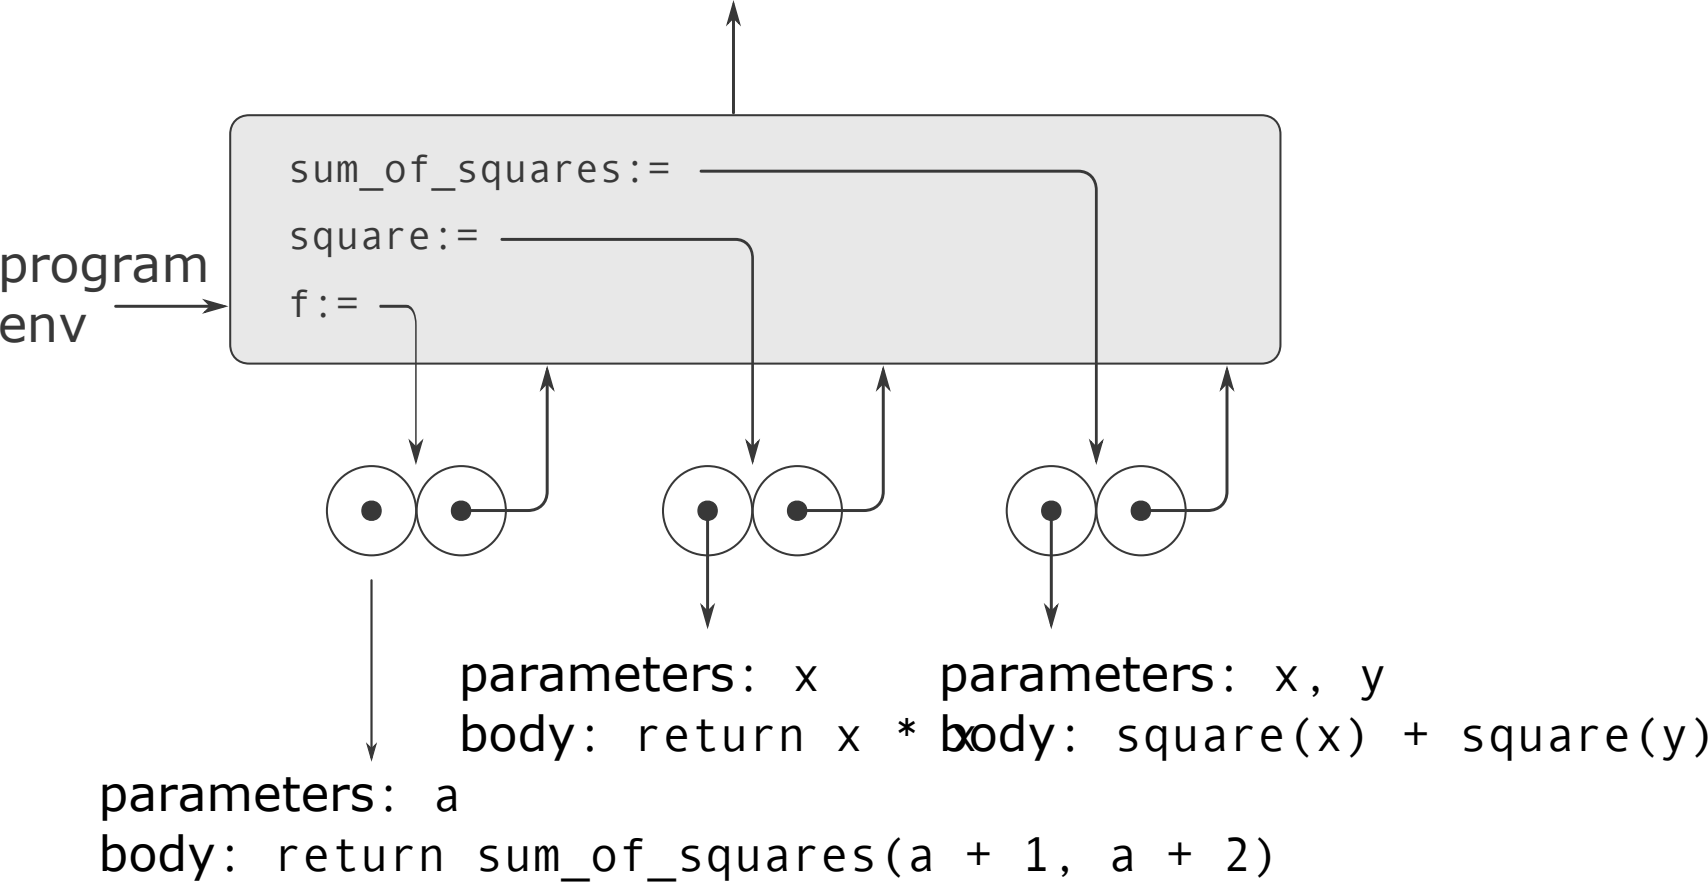 sum_of_squares:=
square:=
f:=
program
env
parameters: x
body: return x * x
parameters: x, y
body: square(x) + square(y)
parameters: a
body: return sum_of_squares(a + 1, a + 2)